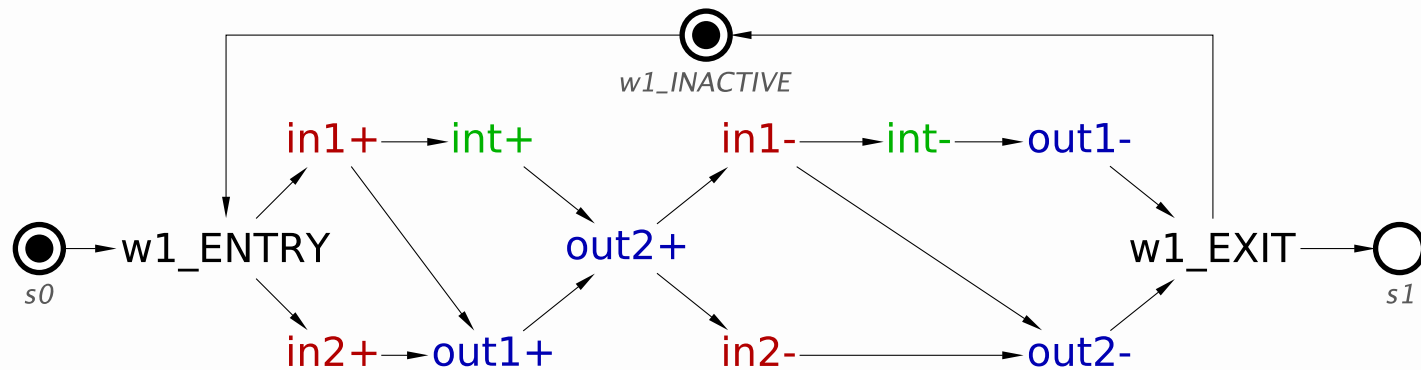 w1_INACTIVE
in1+ int+ in1- int- out1-
w1_ENTRY out2+ w1_EXIT
s0 s1
in2+ out1+ in2- out2-